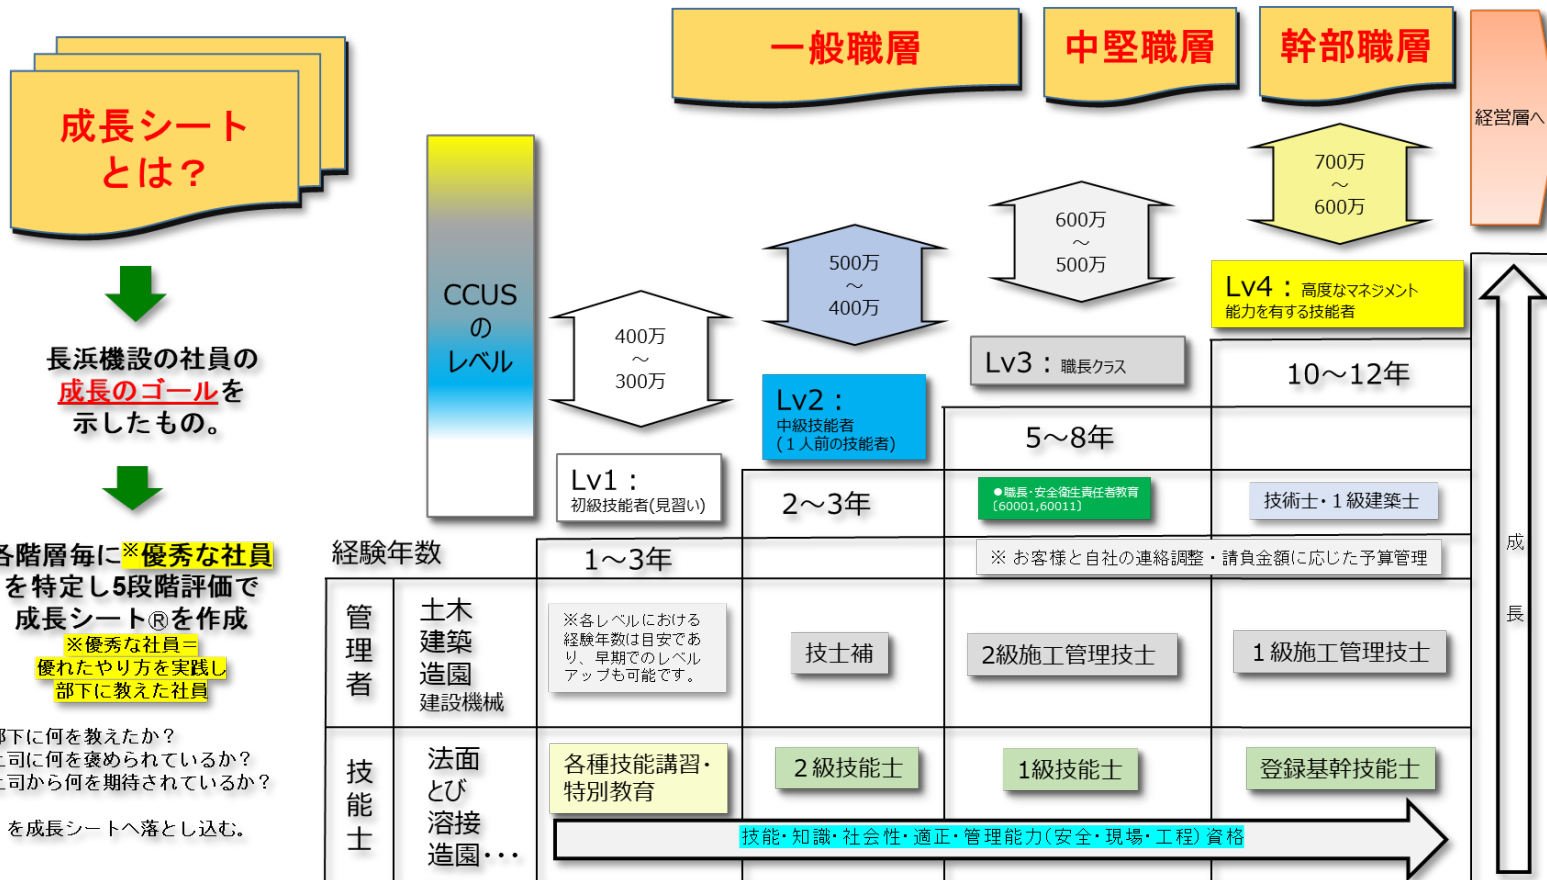 成長シート
とは？
長浜機設の社員の
成長のゴールを
示したもの。
各階層毎に※優秀な社員
を特定し5段階評価で
成長シート®を作成
※優秀な社員＝
優れたやり方を実践し
部下に教えた社員
部下に何を教えたか？
上司に何を褒められているか？
上司から何を期待されているか？
を成長シートへ落とし込む。
一般職層
中堅職層
幹部職層
経営層へ
CCUS
の
レベル
400万
～
300万
500万
～
400万
600万
～
500万
700万
～
600万
Lv1：
初級技能者(見習い)
Lv2：
中級技能者
(１人前の技能者)
Lv3：職長クラス
Lv4：高度なマネジメント
能力を有する技能者
経験年数
1～3年
2～3年
5～8年
10～12年
●職長・安全衛生責任者教育
〔60001,60011〕
技術士・１級建築士
※ お客様と自社の連絡調整・請負金額に応じた予算管理
管理者
土木
建築
造園
建設機械
※各レベルにおける
経験年数は目安であ
り、早期でのレベル
アップも可能です。
技士補
2級施工管理技士
１級施工管理技士
技能士
法面
とび
溶接
造園・・・
各種技能講習・
特別教育
２級技能士
1級技能士
登録基幹技能士
技能・知識・社会性・適正・管理能力(安全・現場・工程)資格
成長